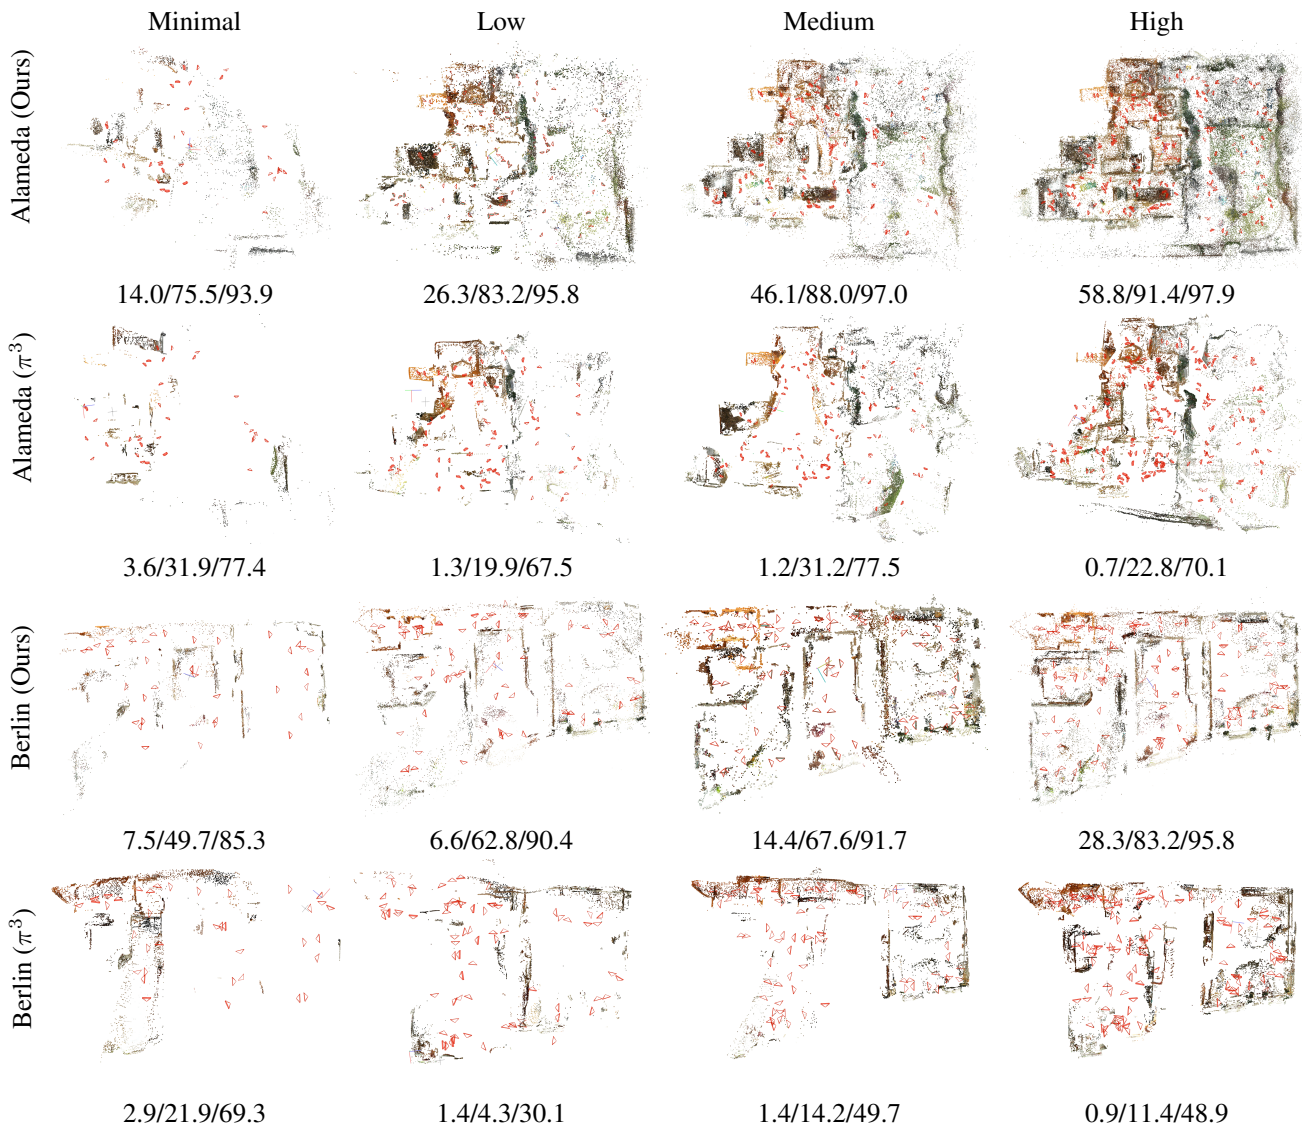 Minimal Low Medium High
Alameda (Ours)
14.0/75.5/93.9 26.3/83.2/95.8 46.1/88.0/97.0 58.8/91.4/97.9
Alameda (π³)
3.6/31.9/77.4 1.3/19.9/67.5 1.2/31.2/77.5 0.7/22.8/70.1
Berlin (Ours)
7.5/49.7/85.3 6.6/62.8/90.4 14.4/67.6/91.7 28.3/83.2/95.8
Berlin (π³)
2.9/21.9/69.3 1.4/4.3/30.1 1.4/14.2/49.7 0.9/11.4/48.9